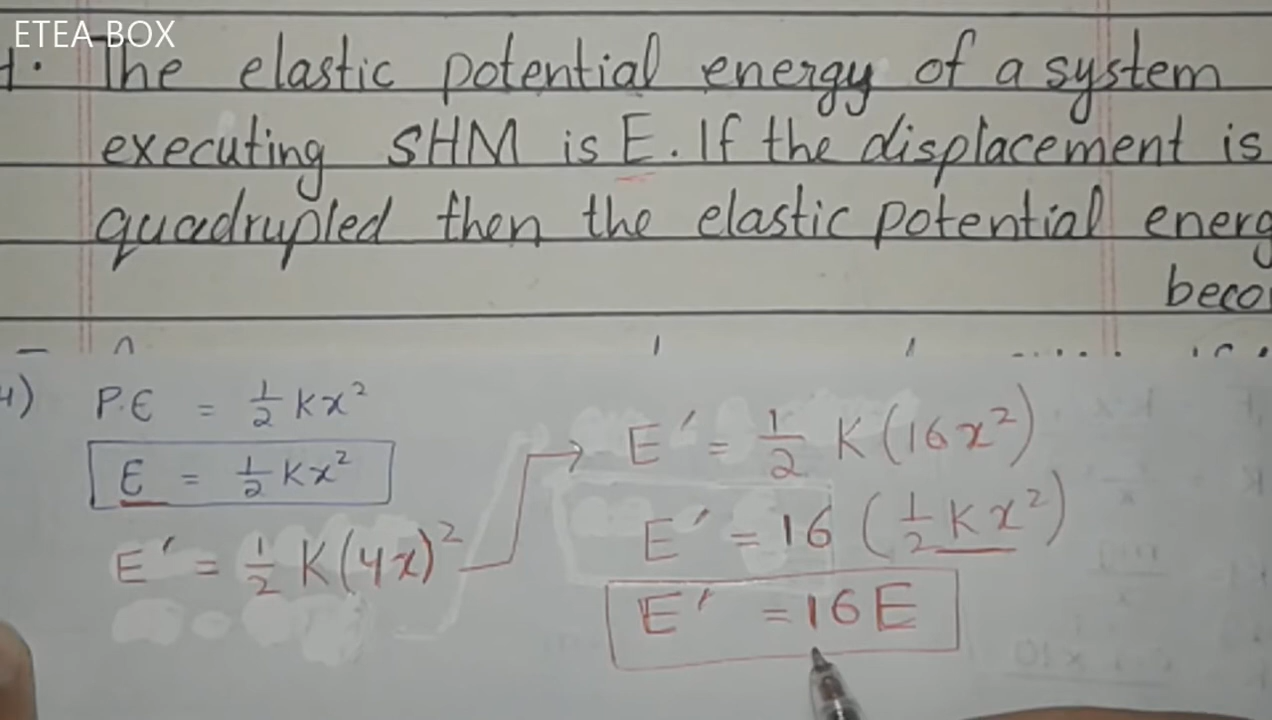 ETEA BOX
The elastic potential energy of a system
executing SHM is E. If the displacement is
quadrupled then the elastic potential energ
beco
4) P.E = 1/2 Kx²
E = 1/2 Kx²
E' = 1/2 K(4x)²
E' = 1/2 K(16x²)
E' = 16 (1/2 Kx²)
E' = 16E